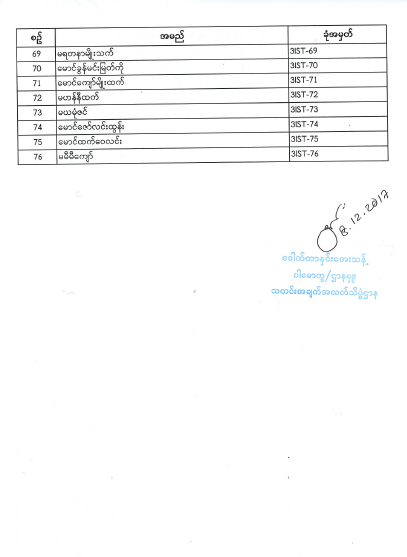 စဉ် အမည် ခုံအမှတ်
69 မရတနာမျိုးသက် 3IST-69
70 မောင်ခွန်မင်းမြတ်ကို 3IST-70
71 မောင်ကျော်မျိုးထက် 3IST-71
72 မဟန်နီထက် 3IST-72
73 မယမုံဇင် 3IST-73
74 မောင်ဇော်လင်းထွန်း 3IST-74
75 မောင်ထက်ဝေလင်း 3IST-75
76 မမီမီကျော် 3IST-76
8.12.2017
ဒေါက်တာနှင်းအေးသန့်
ပါမောက္ခ/ဌာနမှူး
သတင်းအချက်အလက်သိပ္ပံဌာန